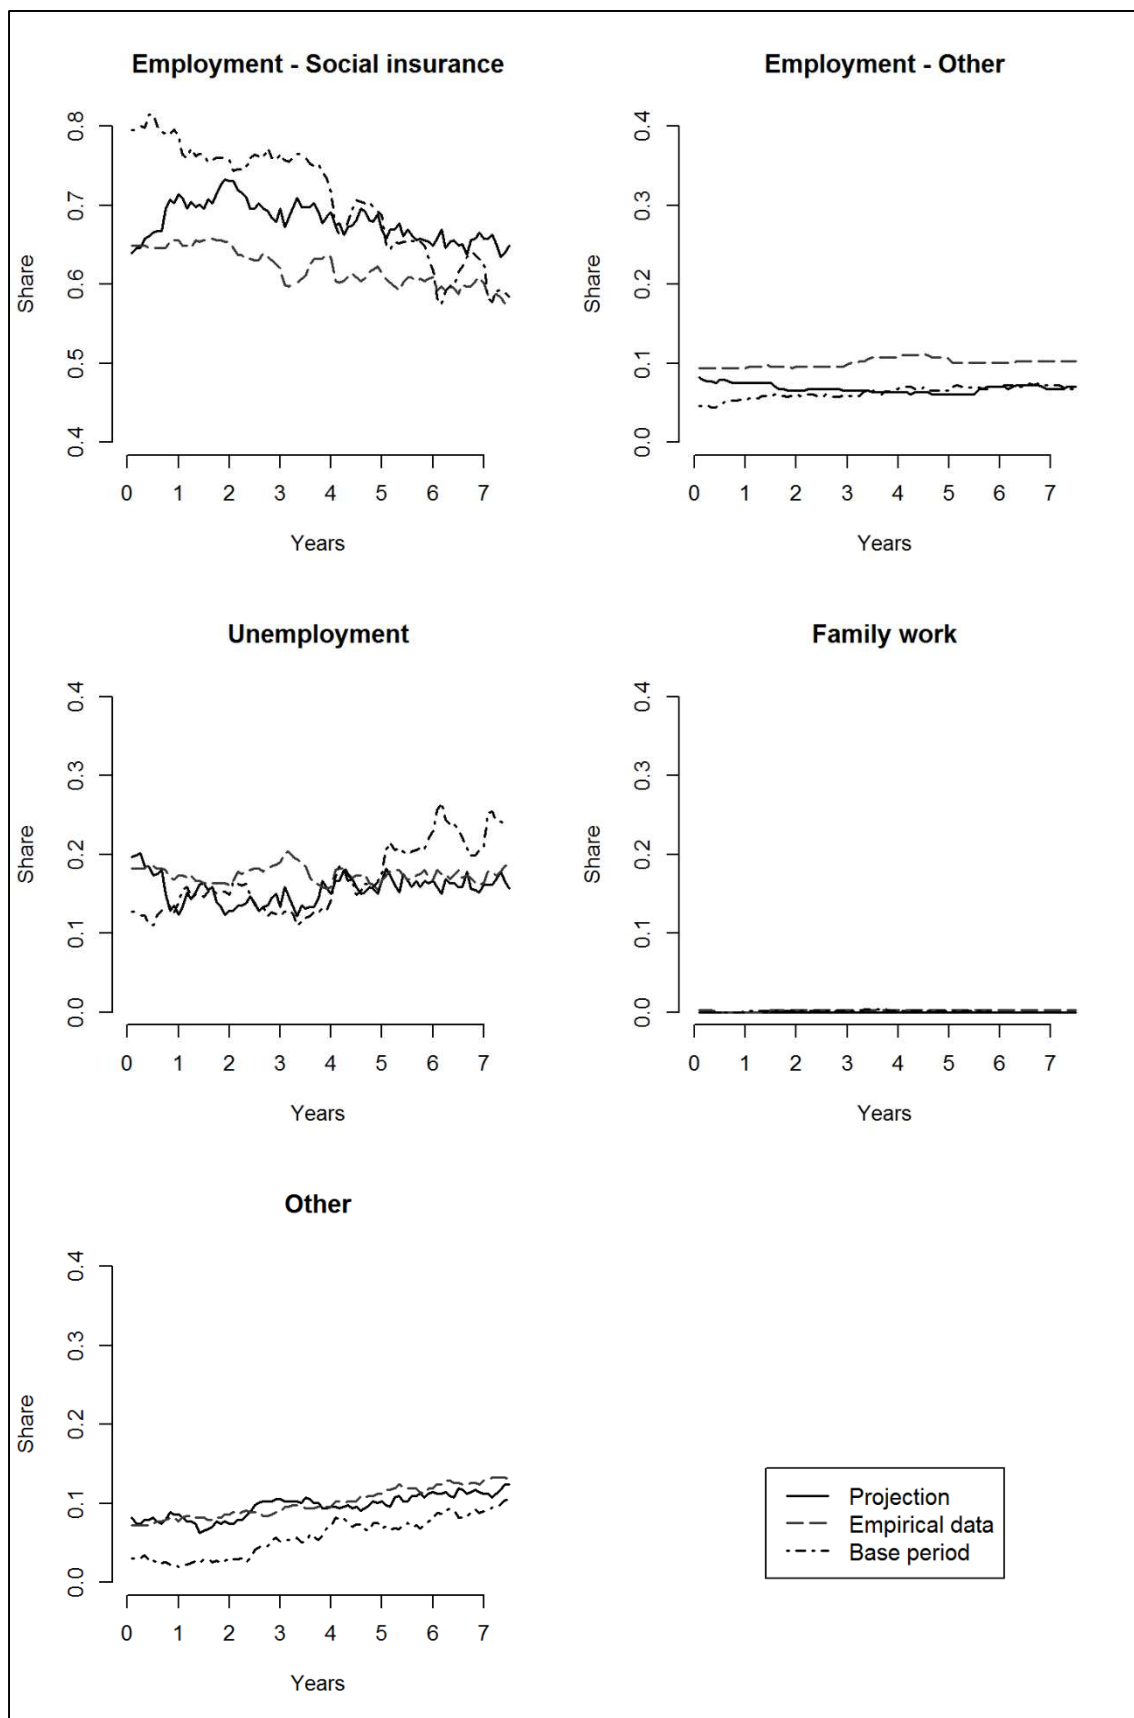 Employment - Social insurance
Share
0.8
0.7
0.6
0.5
0.4
0 1 2 3 4 5 6 7
Years
Employment - Other
Share
0.4
0.3
0.2
0.1
0.0
0 1 2 3 4 5 6 7
Years
Unemployment
Share
0.4
0.3
0.2
0.1
0.0
0 1 2 3 4 5 6 7
Years
Family work
Share
0.4
0.3
0.2
0.1
0.0
0 1 2 3 4 5 6 7
Years
Other
Share
0.4
0.3
0.2
0.1
0.0
0 1 2 3 4 5 6 7
Years
Projection
Empirical data
Base period